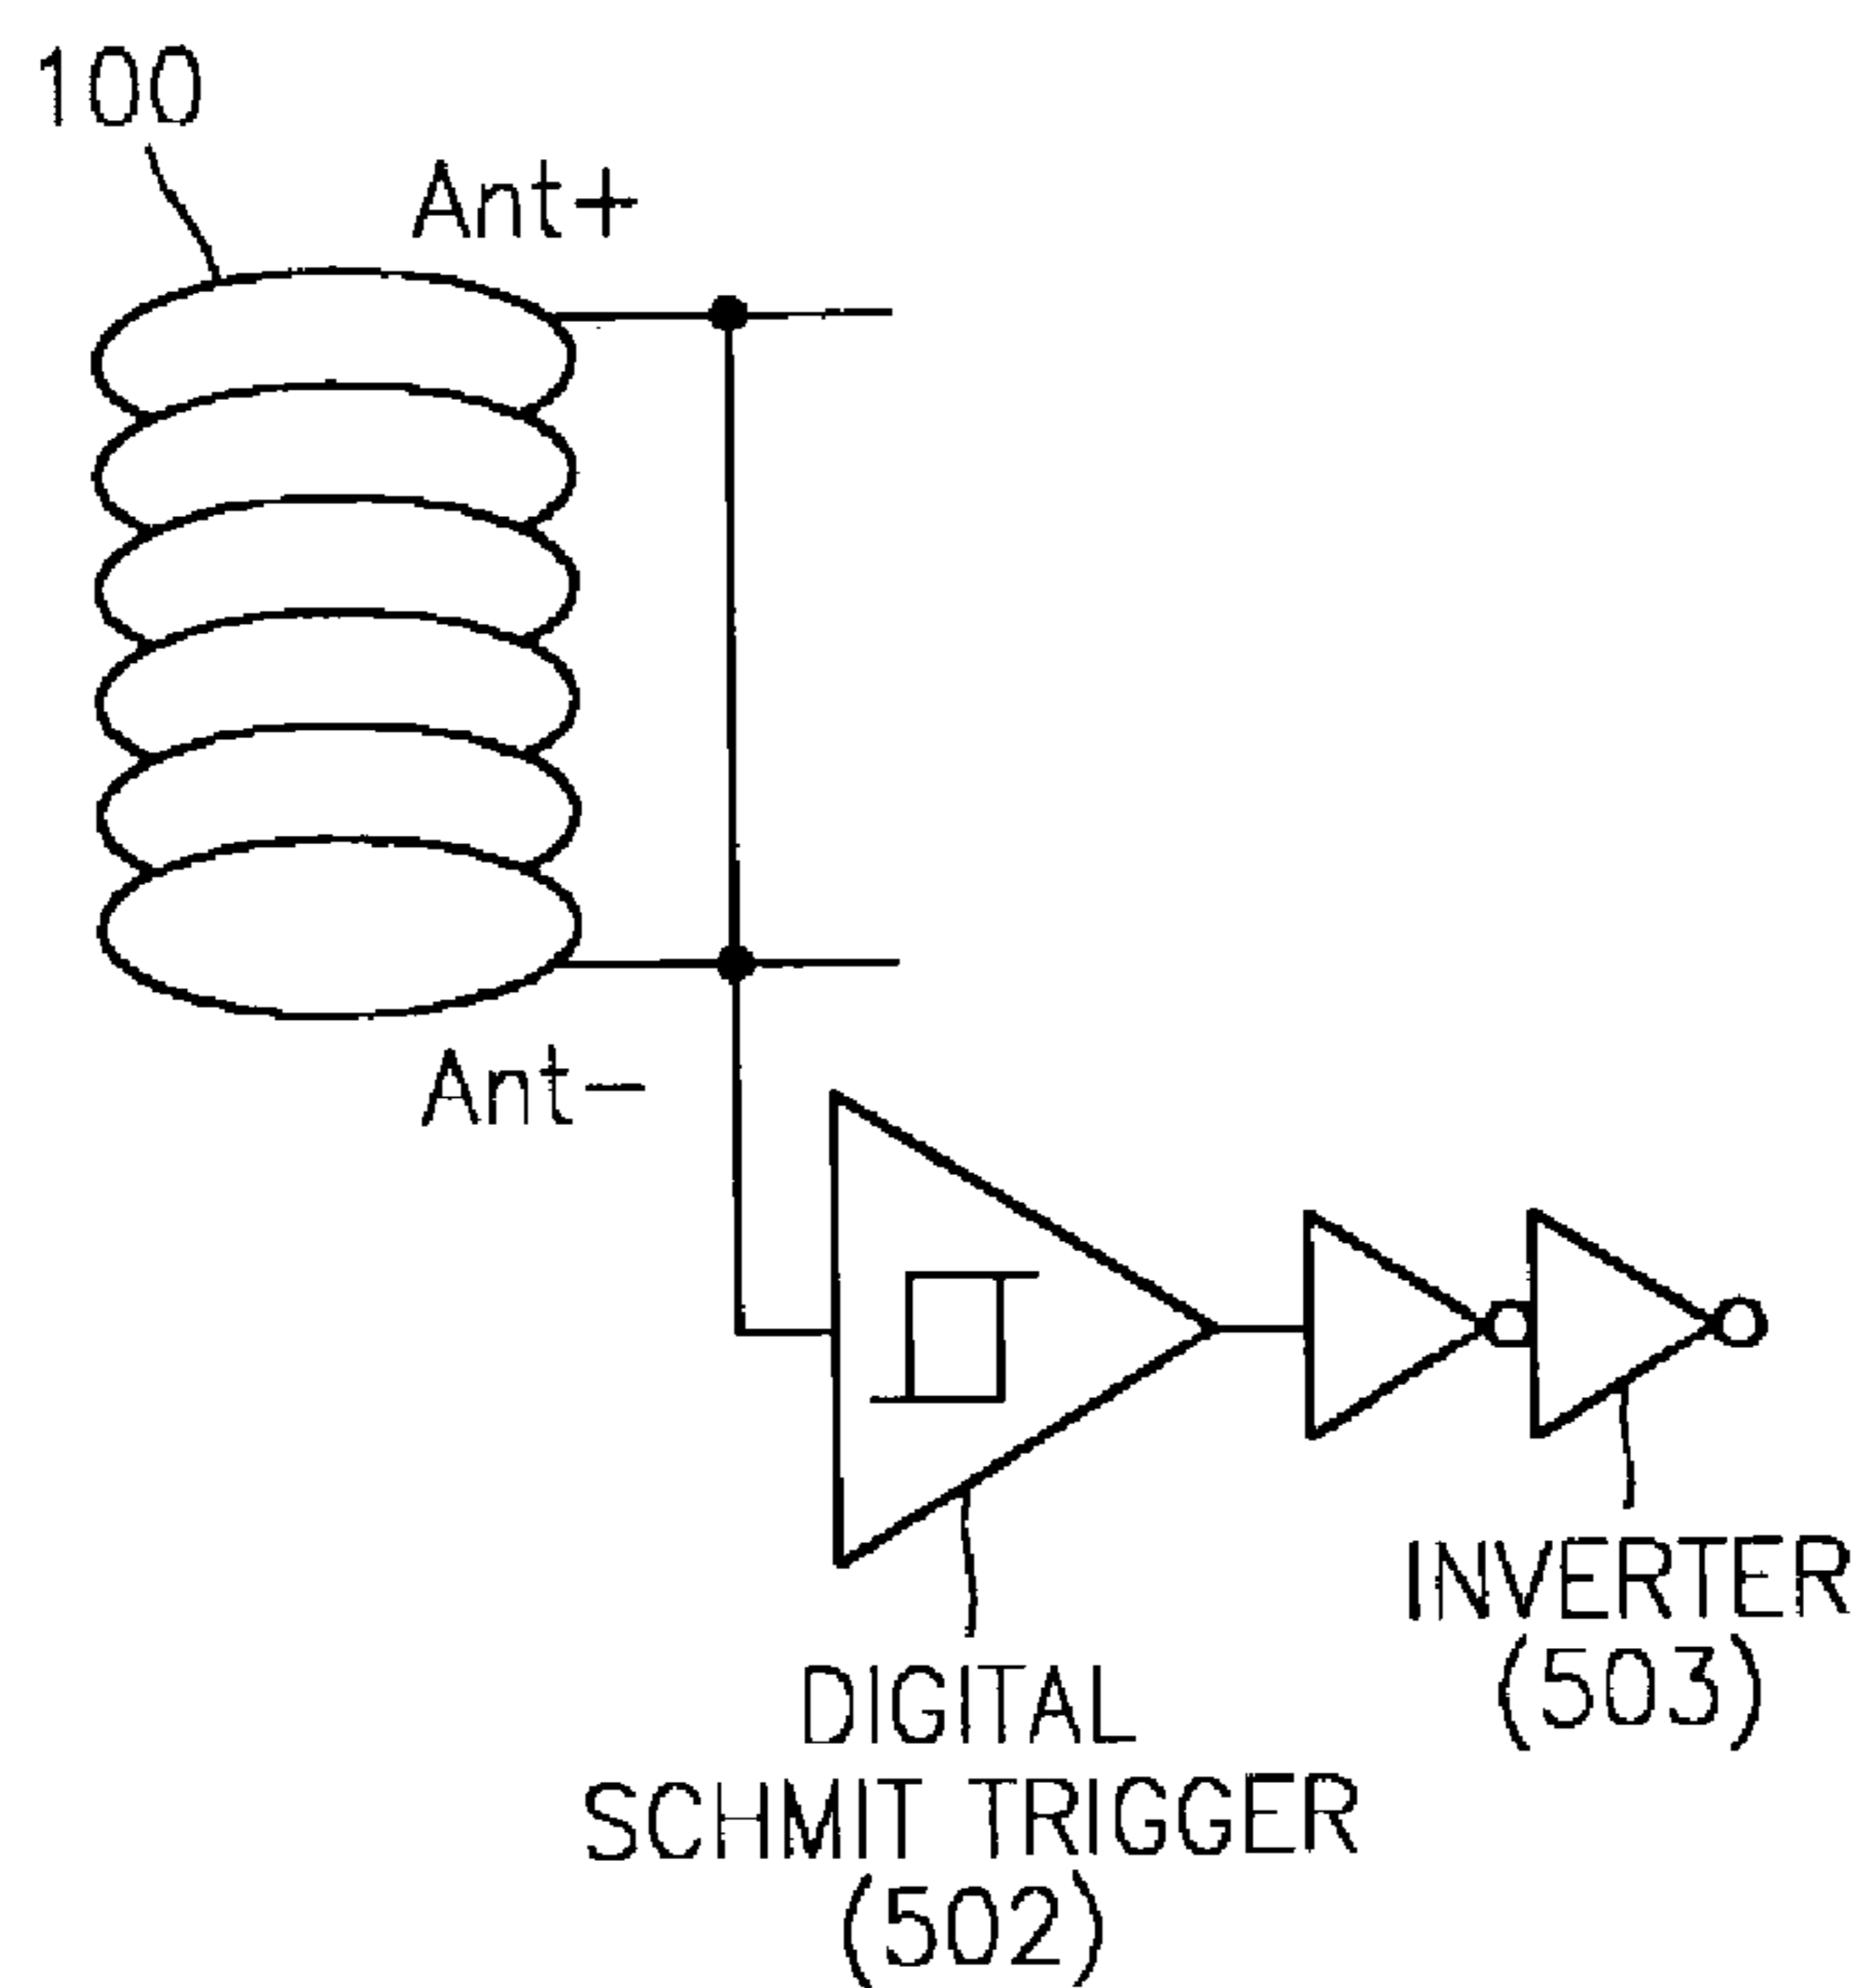 100
Ant+
Ant-
INVERTER
(503)
DIGITAL
SCHMIT TRIGGER
(502)